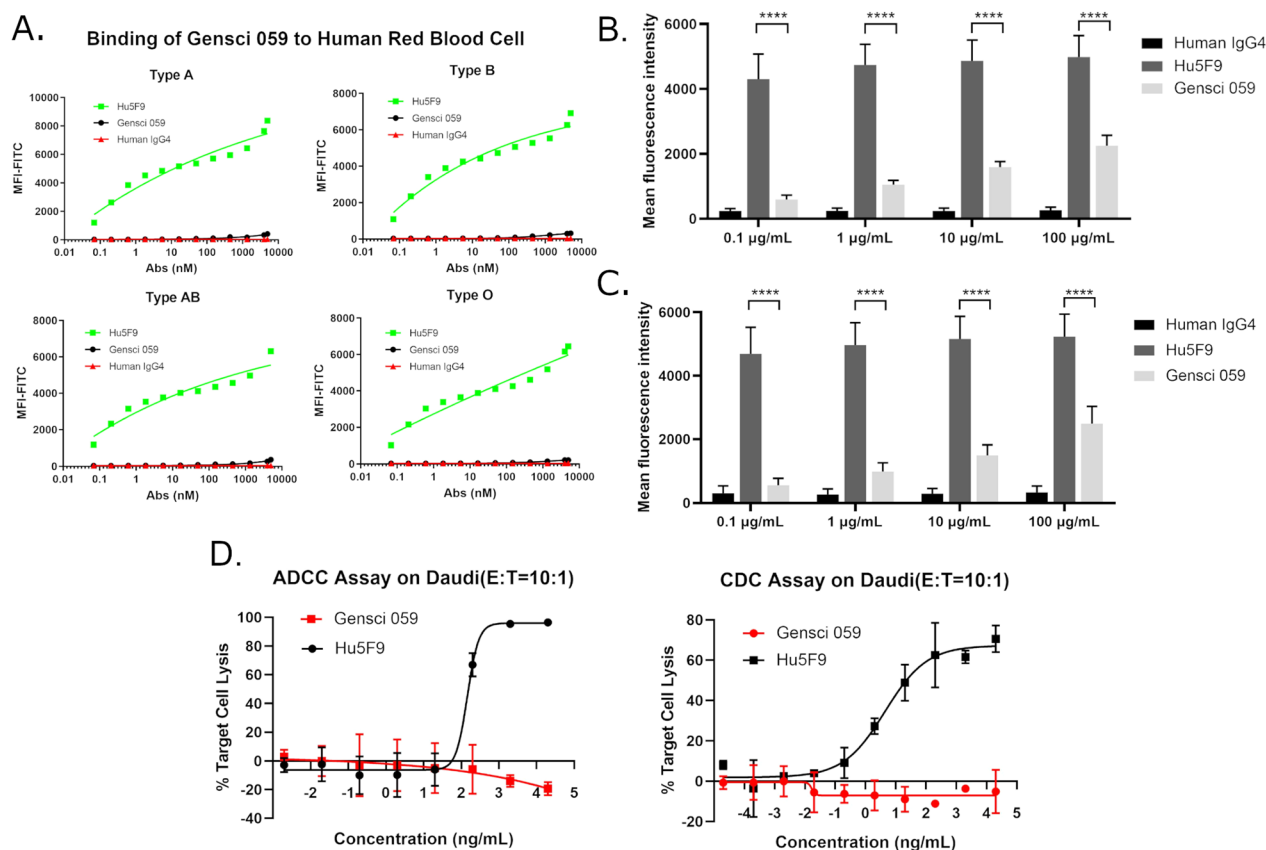 A.
Binding of Gensci 059 to Human Red Blood Cell
Type A
10000
8000
6000
4000
2000
0
MFI-FITC
Hu5F9
Gensci 059
Human IgG4
0.01 0.1 1 10 100 1000 10000
Abs (nM)
Type B
8000
6000
4000
2000
0
MFI-FITC
Hu5F9
Gensci 059
Human IgG4
0.01 0.1 1 10 100 1000 10000
Abs (nM)
Type AB
8000
6000
4000
2000
0
MFI-FITC
Hu5F9
Gensci 059
Human IgG4
0.01 0.1 1 10 100 1000 10000
Abs (nM)
Type O
8000
6000
4000
2000
0
MFI-FITC
Hu5F9
Gensci 059
Human IgG4
0.01 0.1 1 10 100 1000 10000
Abs (nM)
B.
Mean fluorescence intensity
6000
4000
2000
0
**** **** **** ****
0.1 µg/mL 1 µg/mL 10 µg/mL 100 µg/mL
Human IgG4
Hu5F9
Gensci 059
C.
Mean fluorescence intensity
6000
4000
2000
0
**** **** **** ****
0.1 µg/mL 1 µg/mL 10 µg/mL 100 µg/mL
Human IgG4
Hu5F9
Gensci 059
D.
ADCC Assay on Daudi(E:T=10:1)
% Target Cell Lysis
100
80
60
40
20
0
-20
-40
Gensci 059
Hu5F9
-2 -1 0 1 2 3 4 5
Concentration (ng/mL)
CDC Assay on Daudi(E:T=10:1)
% Target Cell Lysis
80
60
40
20
0
-20
Gensci 059
Hu5F9
-4 -3 -2 -1 0 1 2 3 4 5
Concentration (ng/mL)